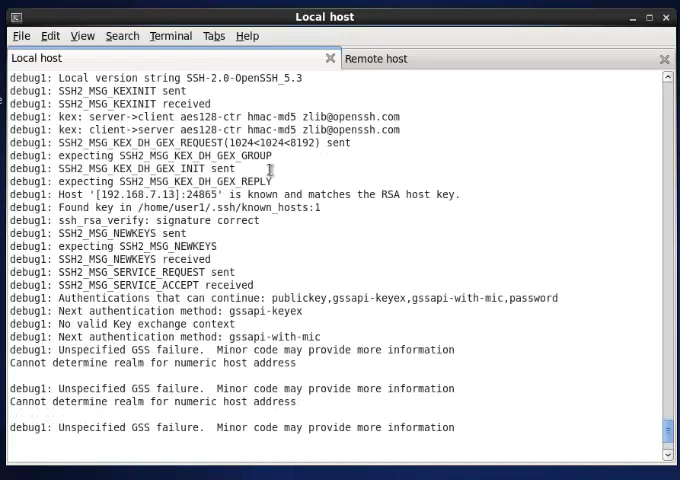 Local host
File Edit View Search Terminal Tabs Help
Local host
Remote host
debug1: Local version string SSH-2.0-OpenSSH_5.3
debug1: SSH2_MSG_KEXINIT sent
debug1: SSH2_MSG_KEXINIT received
debug1: kex: server->client aes128-ctr hmac-md5 zlib@openssh.com
debug1: kex: client->server aes128-ctr hmac-md5 zlib@openssh.com
debug1: SSH2_MSG_KEX_DH_GEX_REQUEST(1024<1024<8192) sent
debug1: expecting SSH2_MSG_KEX_DH_GEX_GROUP
debug1: SSH2_MSG_KEX_DH_GEX_INIT sent
debug1: expecting SSH2_MSG_KEX_DH_GEX_REPLY
debug1: Host '[192.168.7.13]:24865' is known and matches the RSA host key.
debug1: Found key in /home/user1/.ssh/known_hosts:1
debug1: ssh_rsa_verify: signature correct
debug1: SSH2_MSG_NEWKEYS sent
debug1: expecting SSH2_MSG_NEWKEYS
debug1: SSH2_MSG_NEWKEYS received
debug1: SSH2_MSG_SERVICE_REQUEST sent
debug1: SSH2_MSG_SERVICE_ACCEPT received
debug1: Authentications that can continue: publickey,gssapi-keyex,gssapi-with-mic,password
debug1: Next authentication method: gssapi-keyex
debug1: No valid Key exchange context
debug1: Next authentication method: gssapi-with-mic
debug1: Unspecified GSS failure.  Minor code may provide more information
Cannot determine realm for numeric host address
debug1: Unspecified GSS failure.  Minor code may provide more information
Cannot determine realm for numeric host address
debug1: Unspecified GSS failure.  Minor code may provide more information